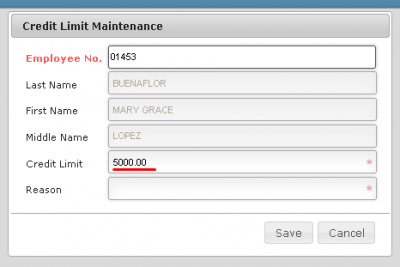 Credit Limit Maintenance
Employee No. 01453
Last Name BUENAFLOR
First Name MARY GRACE
Middle Name LOPEZ
Credit Limit 5000.00 *
Reason *
Save Cancel